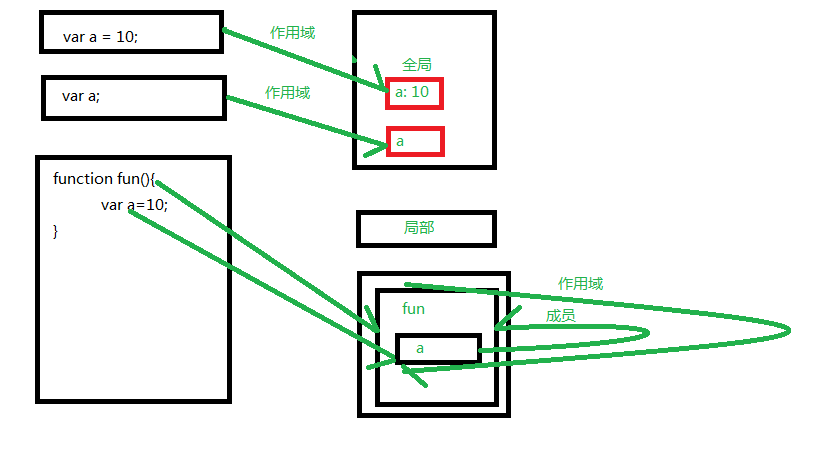 var a = 10;
作用域
全局
a: 10
var a;
作用域
a
function fun(){
var a=10;
}
局部
作用域
fun
成员
a